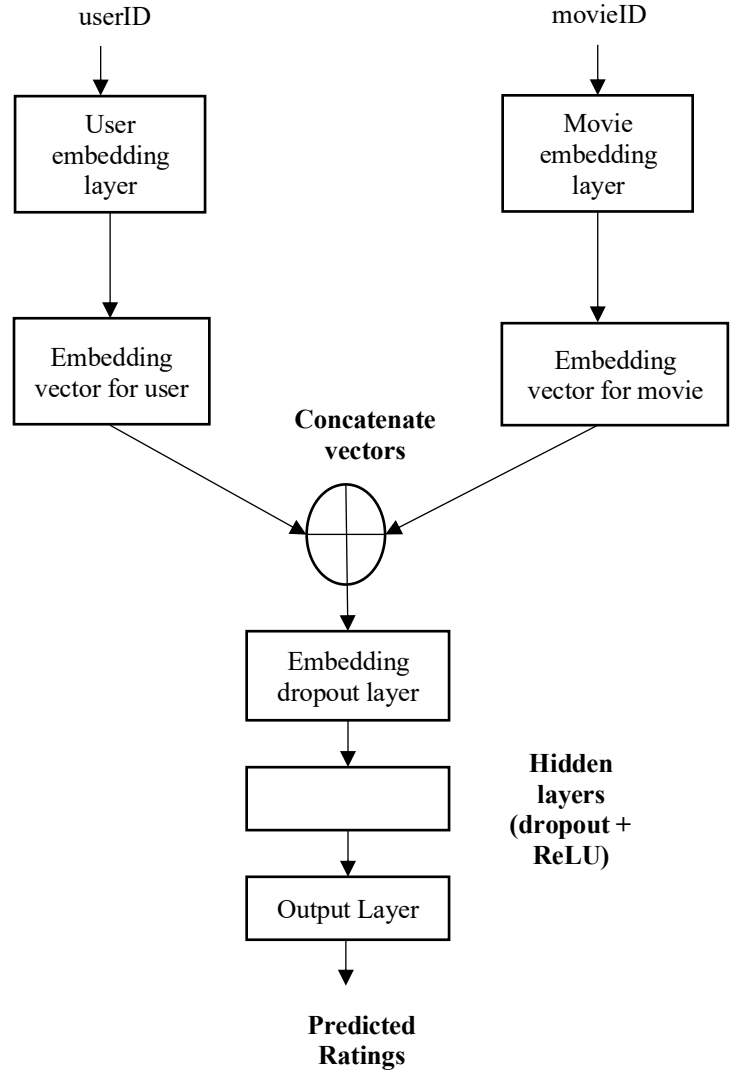 userID
movieID
User
embedding
layer
Movie
embedding
layer
Embedding
vector for user
Embedding
vector for movie
Concatenate
vectors
Embedding
dropout layer
Hidden
layers
(dropout +
ReLU)
Output Layer
Predicted
Ratings